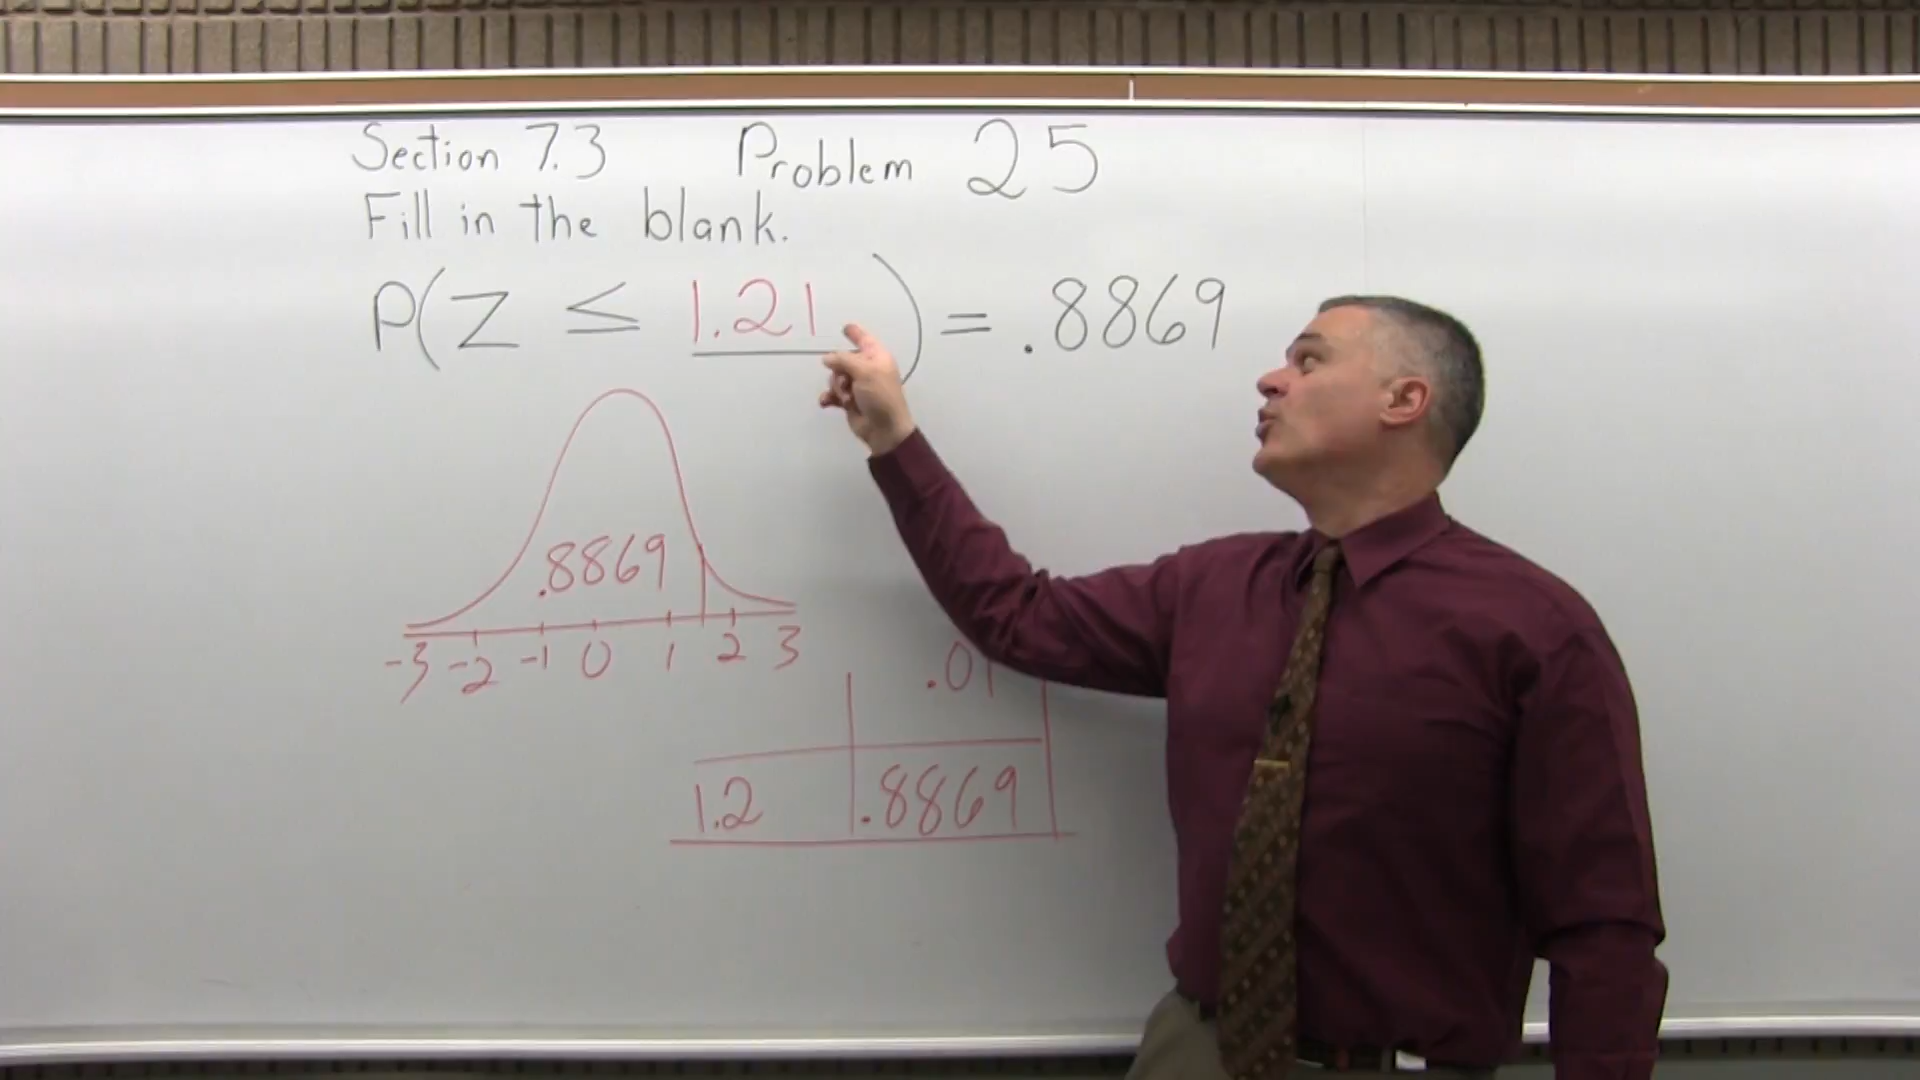 Section 7.3 Problem 25
Fill in the blank.
P(Z ≤ 1.21) = .8869
.8869
-3 -2 -1 0 1 2 3
.01
1.2 .8869